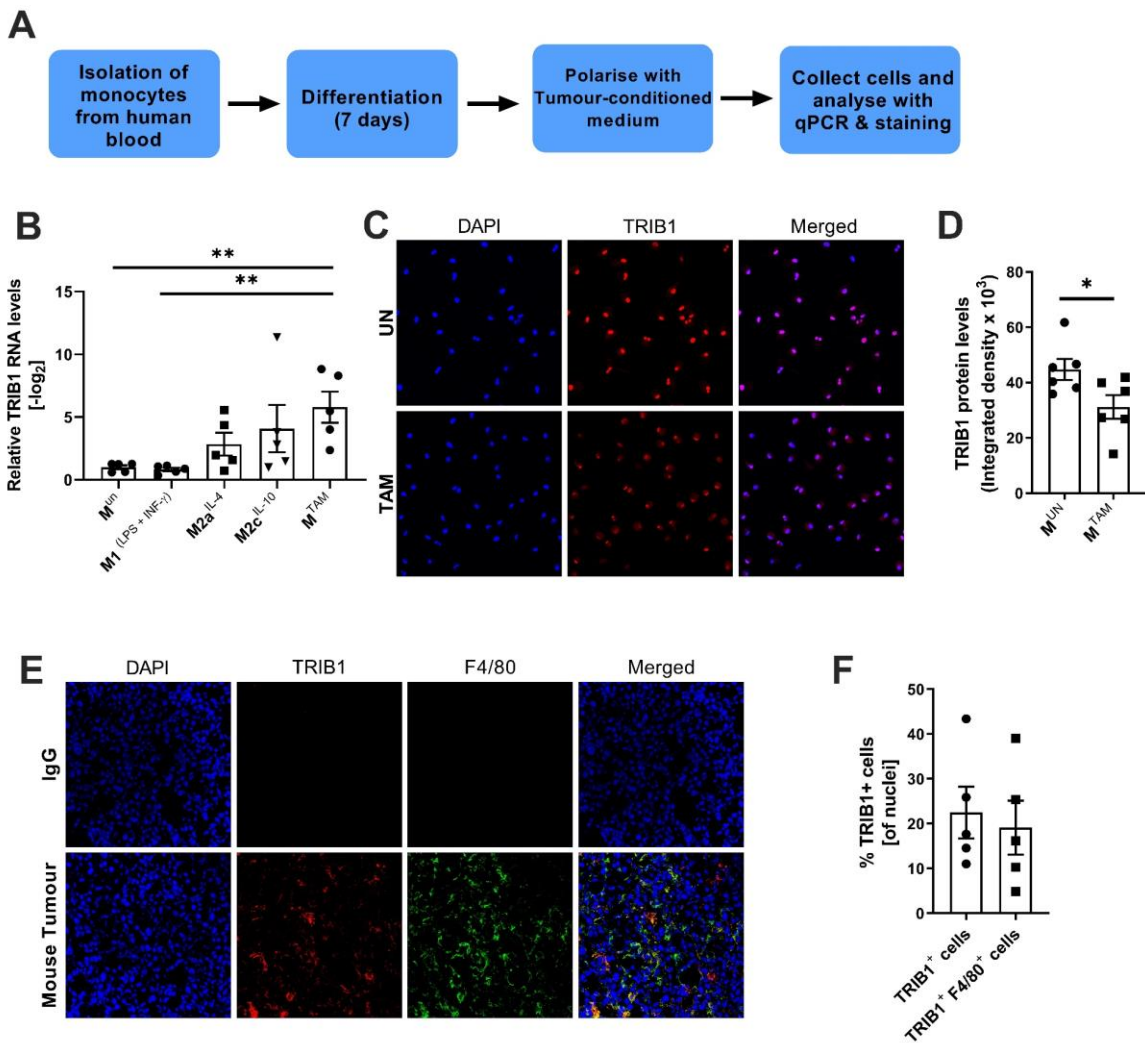 A
Isolation of
monocytes
from human
blood
Differentiation
(7 days)
Polarise with
Tumour-conditioned
medium
Collect cells and
analyse with
qPCR & staining
B
**
**
Relative TRIB1 RNA levels
[-log2]
15
10
5
0
M^un
M1 (LPS + INF-γ)
M2a^IL-4
M2c^IL-10
M^TAM
C
DAPI TRIB1 Merged
UN
TAM
D
*
TRIB1 protein levels
(Integrated density x 10³)
80
60
40
20
0
M^UN
M^TAM
E
DAPI TRIB1 F4/80 Merged
IgG
Mouse Tumour
F
% TRIB1+ cells
[of nuclei]
50
40
30
20
10
0
TRIB1⁺ cells
TRIB1⁺ F4/80⁺ cells